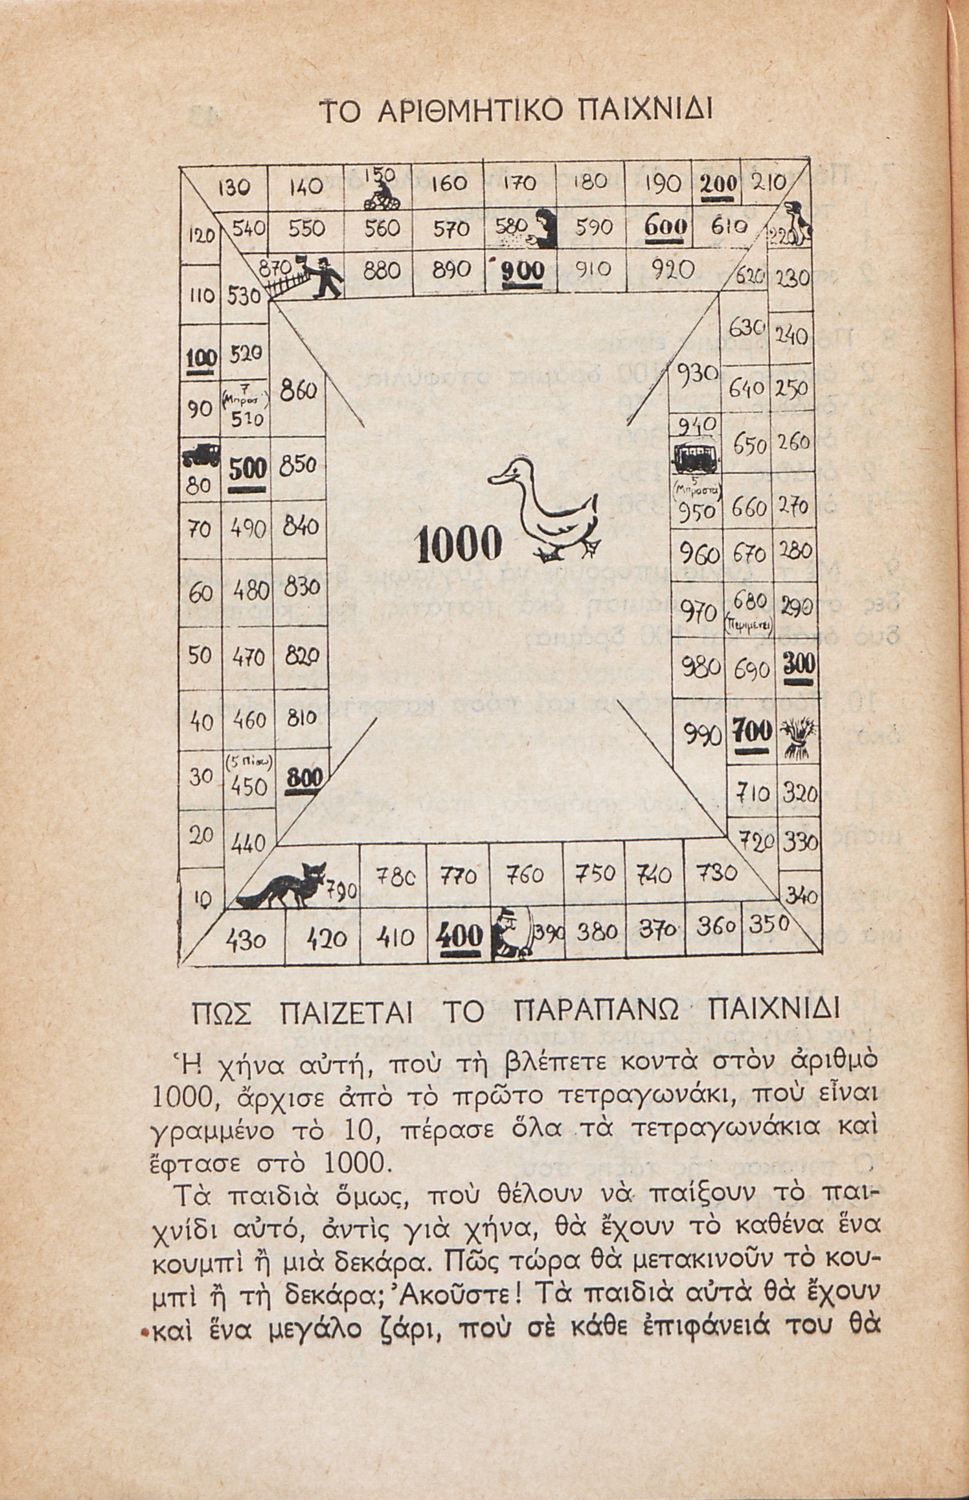 ΤΟ ΑΡΙΘΜΗΤΙΚΟ ΠΑΙΧΝΙΔΙ
130 140 150 160 170 180 190 200 210
120 540 550 560 570 580 590 600 610 220
870 880 890 900 910 920 620 230
110 530
630 240
100 520
930
90 (Μπροσ. 7) 510 860 640 250
940
80 500 850 650 260
(5 Μπροστά) 950 660 270
70 490 840
1000
960 670 280
60 480 830
970 680 (Περιμένει) 290
50 470 820
980 690 300
40 460 810
990 700
30 (5 Πίσω) 450 800
710 320
20 440
720 330
790 780 770 760 750 740 730
10 340
430 420 410 400 390 380 370 360 350
ΠΩΣ ΠΑΙΖΕΤΑΙ ΤΟ ΠΑΡΑΠΑΝΩ ΠΑΙΧΝΙΔΙ
Ἡ χήνα αὐτή, ποὺ τὴ βλέπετε κοντὰ στὸν ἀριθμὸ
1000, ἄρχισε ἀπὸ τὸ πρῶτο τετραγωνάκι, ποὺ εἶναι
γραμμένο τὸ 10, πέρασε ὅλα τὰ τετραγωνάκια καὶ
ἔφτασε στὸ 1000.
Τὰ παιδιὰ ὅμως, ποὺ θέλουν νὰ παίξουν τὸ παι-
χνίδι αὐτό, ἀντὶς γιὰ χήνα, θὰ ἔχουν τὸ καθένα ἕνα
κουμπὶ ἢ μιὰ δεκάρα. Πῶς τώρα θὰ μετακινοῦν τὸ κου-
μπὶ ἢ τὴ δεκάρα; Ἀκοῦστε! Τὰ παιδιὰ αὐτὰ θὰ ἔχουν
καὶ ἕνα μεγάλο ζάρι, ποὺ σὲ κάθε ἐπιφάνειά του θὰ